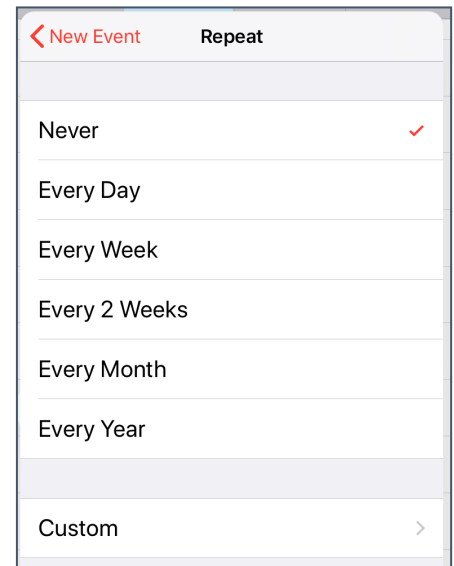 New Event Repeat
Never
Every Day
Every Week
Every 2 Weeks
Every Month
Every Year
Custom